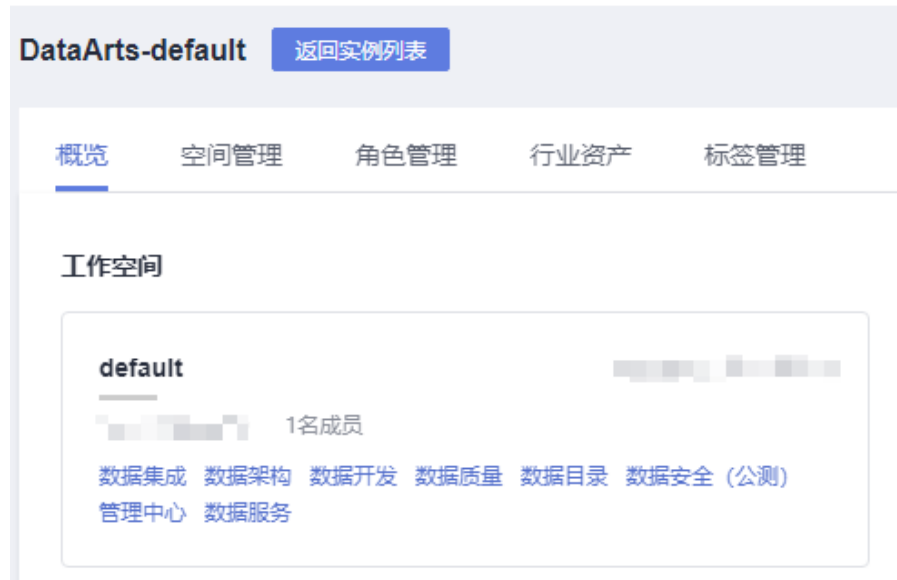 DataArts-default 返回实例列表
概览 空间管理 角色管理 行业资产 标签管理
工作空间
default
1名成员
数据集成 数据架构 数据开发 数据质量 数据目录 数据安全 (公测)
管理中心 数据服务